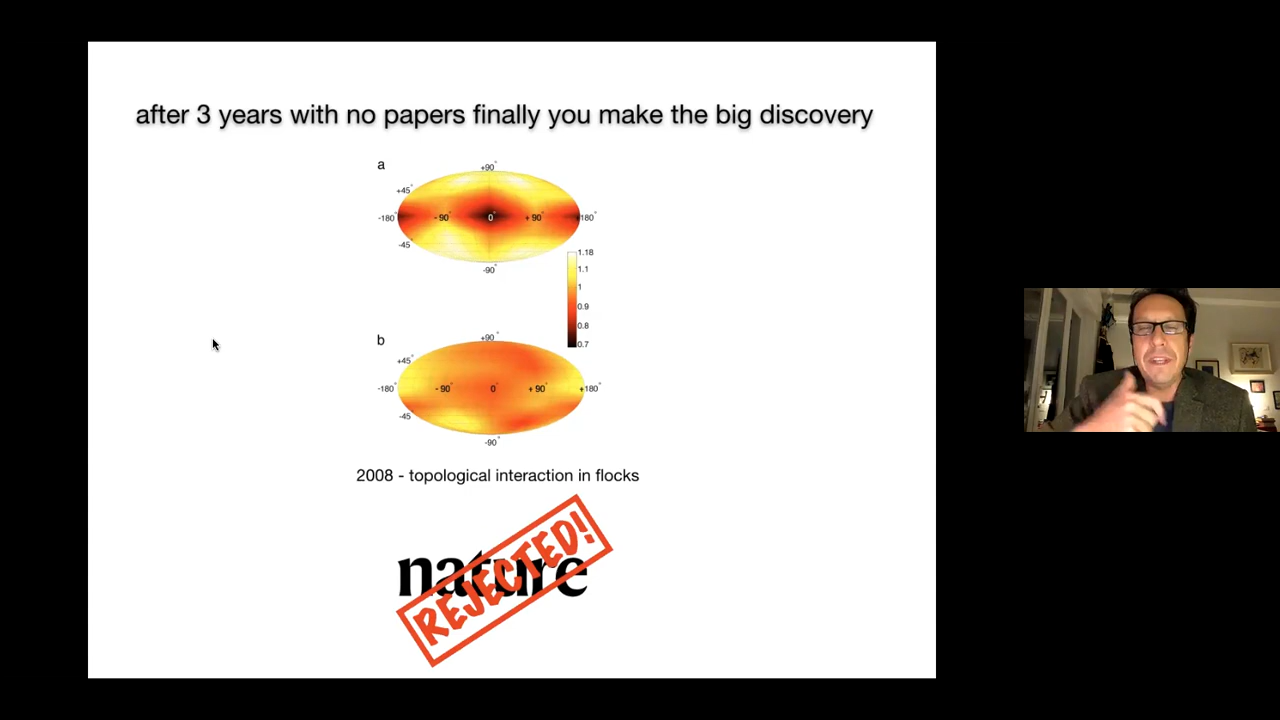 after 3 years with no papers finally you make the big discovery
a
+90°
+45°
-180° - 90° 0° + 90° +180°
-45°
-90°
1.18
1.1
1
0.9
0.8
0.7
b
+90°
+45°
-180° - 90° 0° + 90° +180°
-45°
-90°
2008 - topological interaction in flocks
nature
REJECTED!